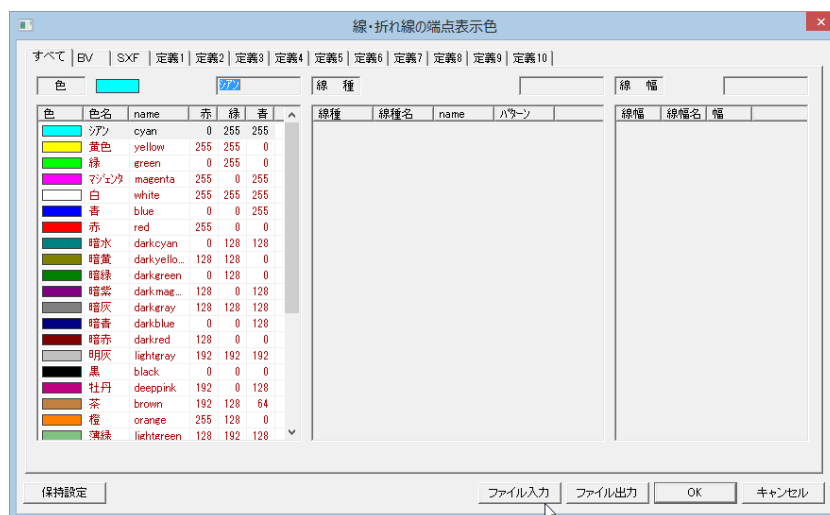 線・折れ線の端点表示色
すべて BV SXF 定義1 定義2 定義3 定義4 定義5 定義6 定義7 定義8 定義9 定義10
色 シアン 線 種 線 幅
色 色名 name 赤 緑 青 線種 線種名 name パターン 線幅 線幅名 幅
シアン cyan 0 255 255
黄色 yellow 255 255 0
緑 green 0 255 0
マジェンタ magenta 255 0 255
白 white 255 255 255
青 blue 0 0 255
赤 red 255 0 0
暗水 darkcyan 0 128 128
暗黄 darkyello... 128 128 0
暗緑 darkgreen 0 128 0
暗紫 darkmag... 128 0 128
暗灰 darkgray 128 128 128
暗青 darkblue 0 0 128
暗赤 darkred 128 0 0
明灰 lightgray 192 192 192
黒 black 0 0 0
牡丹 deeppink 192 0 128
茶 brown 192 128 64
橙 orange 255 128 0
薄緑 lightgreen 128 192 128
保持設定 ファイル入力 ファイル出力 OK キャンセル